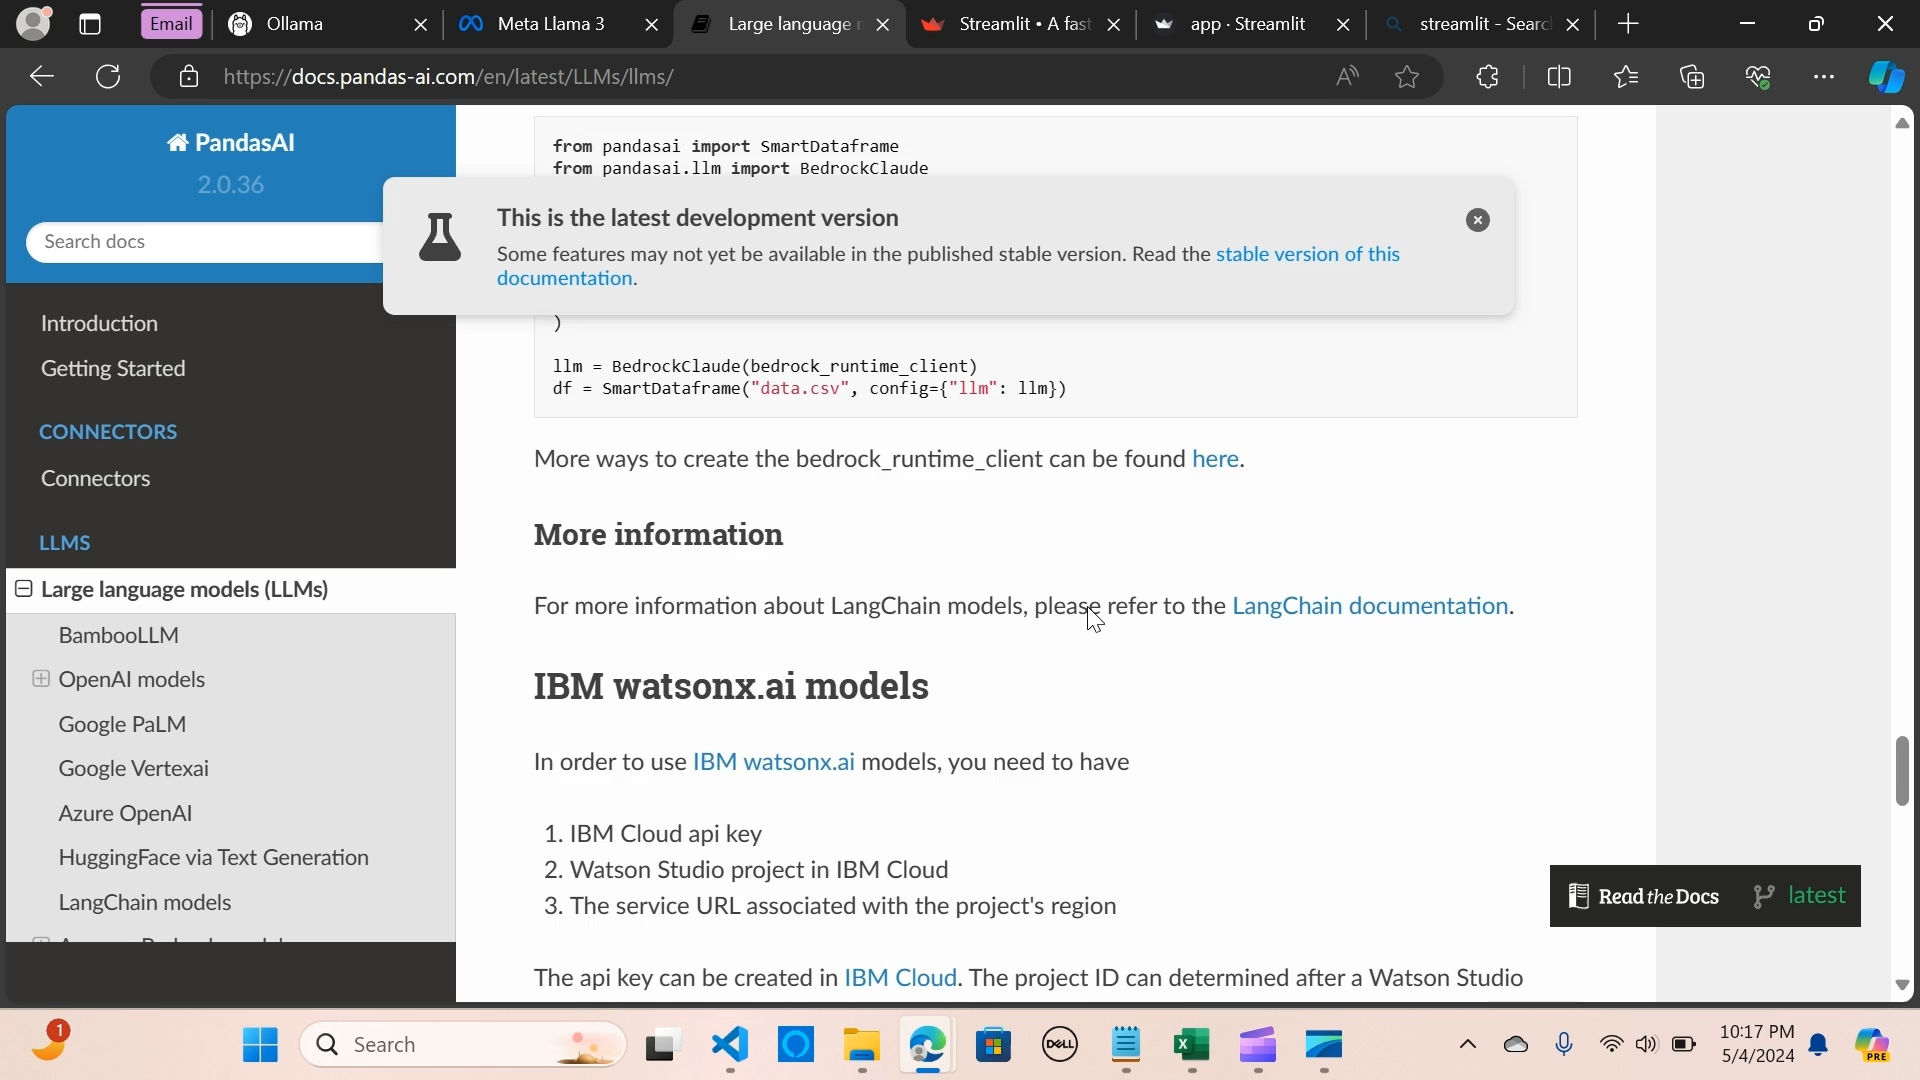 Email
Ollama
Meta Llama 3
Large language
Streamlit • A fast
app · Streamlit
streamlit - Search
https://docs.pandas-ai.com/en/latest/LLMs/llms/
PandasAI
2.0.36
Search docs
Introduction
Getting Started
CONNECTORS
Connectors
LLMS
Large language models (LLMs)
BambooLLM
OpenAI models
Google PaLM
Google Vertexai
Azure OpenAI
HuggingFace via Text Generation
LangChain models
from pandasai import SmartDataframe
from pandasai.llm import BedrockClaude
This is the latest development version
Some features may not yet be available in the published stable version. Read the stable version of this
documentation.
)
llm = BedrockClaude(bedrock_runtime_client)
df = SmartDataframe("data.csv", config={"llm": llm})
More ways to create the bedrock_runtime_client can be found here.
More information
For more information about LangChain models, please refer to the LangChain documentation.
IBM watsonx.ai models
In order to use IBM watsonx.ai models, you need to have
1. IBM Cloud api key
2. Watson Studio project in IBM Cloud
3. The service URL associated with the project's region
The api key can be created in IBM Cloud. The project ID can determined after a Watson Studio
Read the Docs
latest
1
Search
DELL
10:17 PM
5/4/2024
PRE